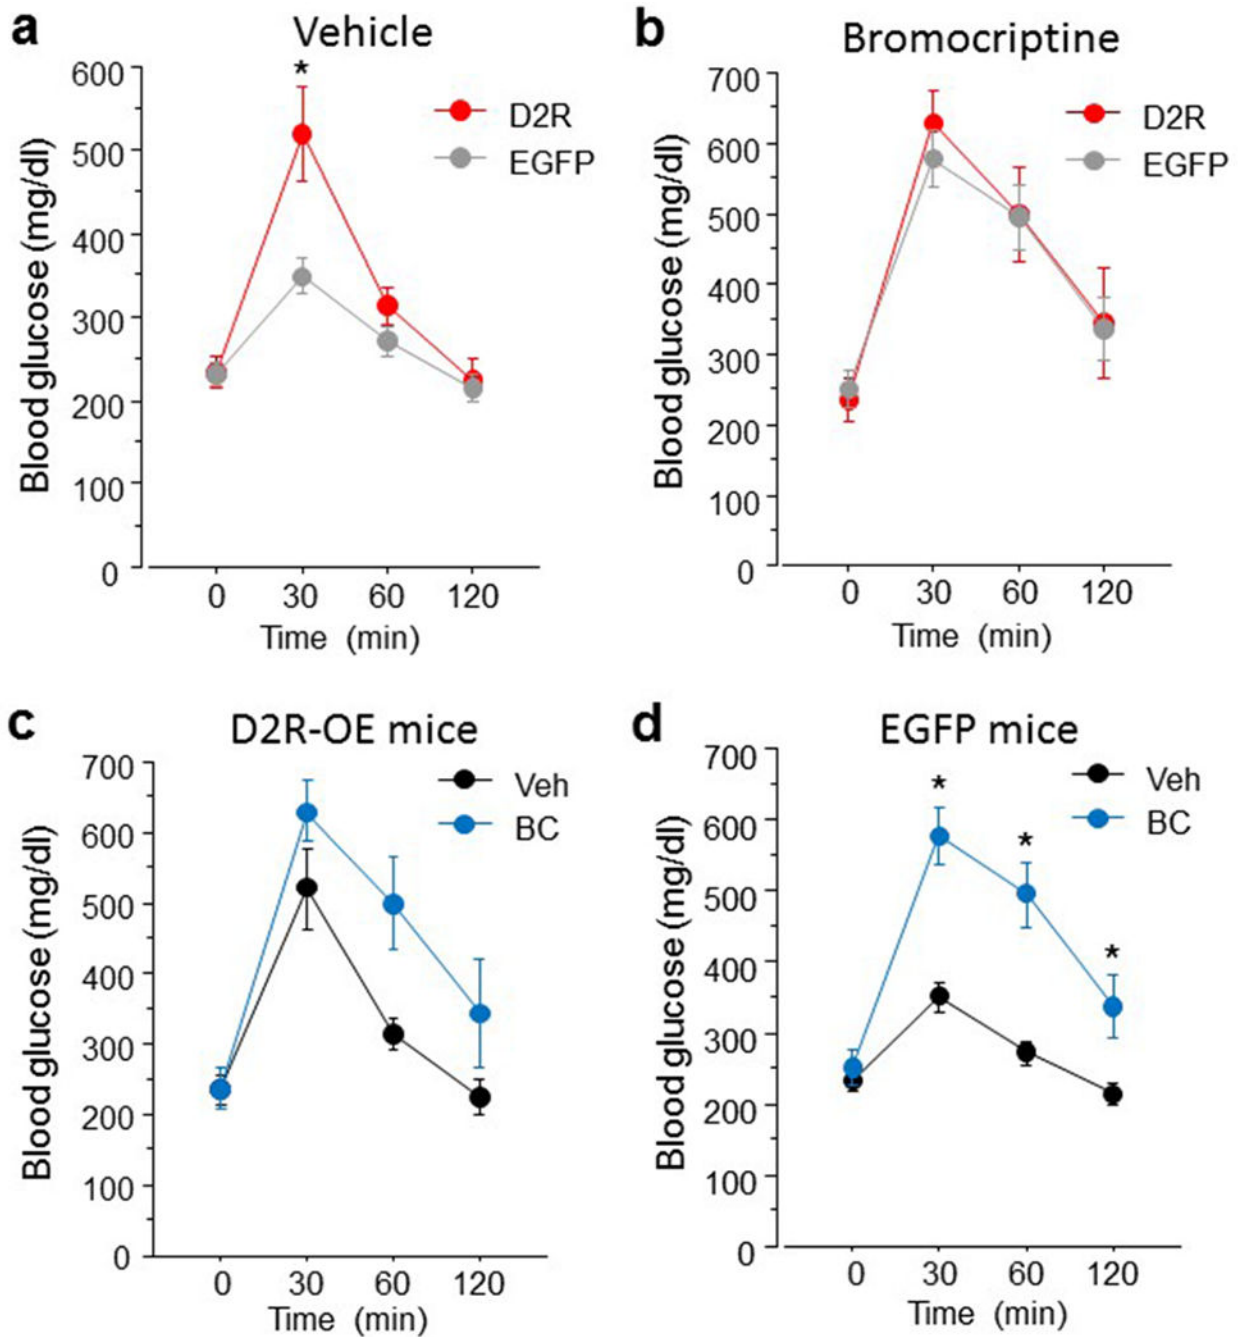 a Vehicle
*
D2R
EGFP
Blood glucose (mg/dl)
600
500
400
300
200
100
0
0 30 60 120
Time (min)
b Bromocriptine
D2R
EGFP
Blood glucose (mg/dl)
700
600
500
400
300
200
100
0
0 30 60 120
Time (min)
c D2R-OE mice
Veh
BC
Blood glucose (mg/dl)
700
600
500
400
300
200
100
0
0 30 60 120
Time (min)
d EGFP mice
Veh
BC
* * *
Blood glucose (mg/dl)
700
600
500
400
300
200
100
0
0 30 60 120
Time (min)